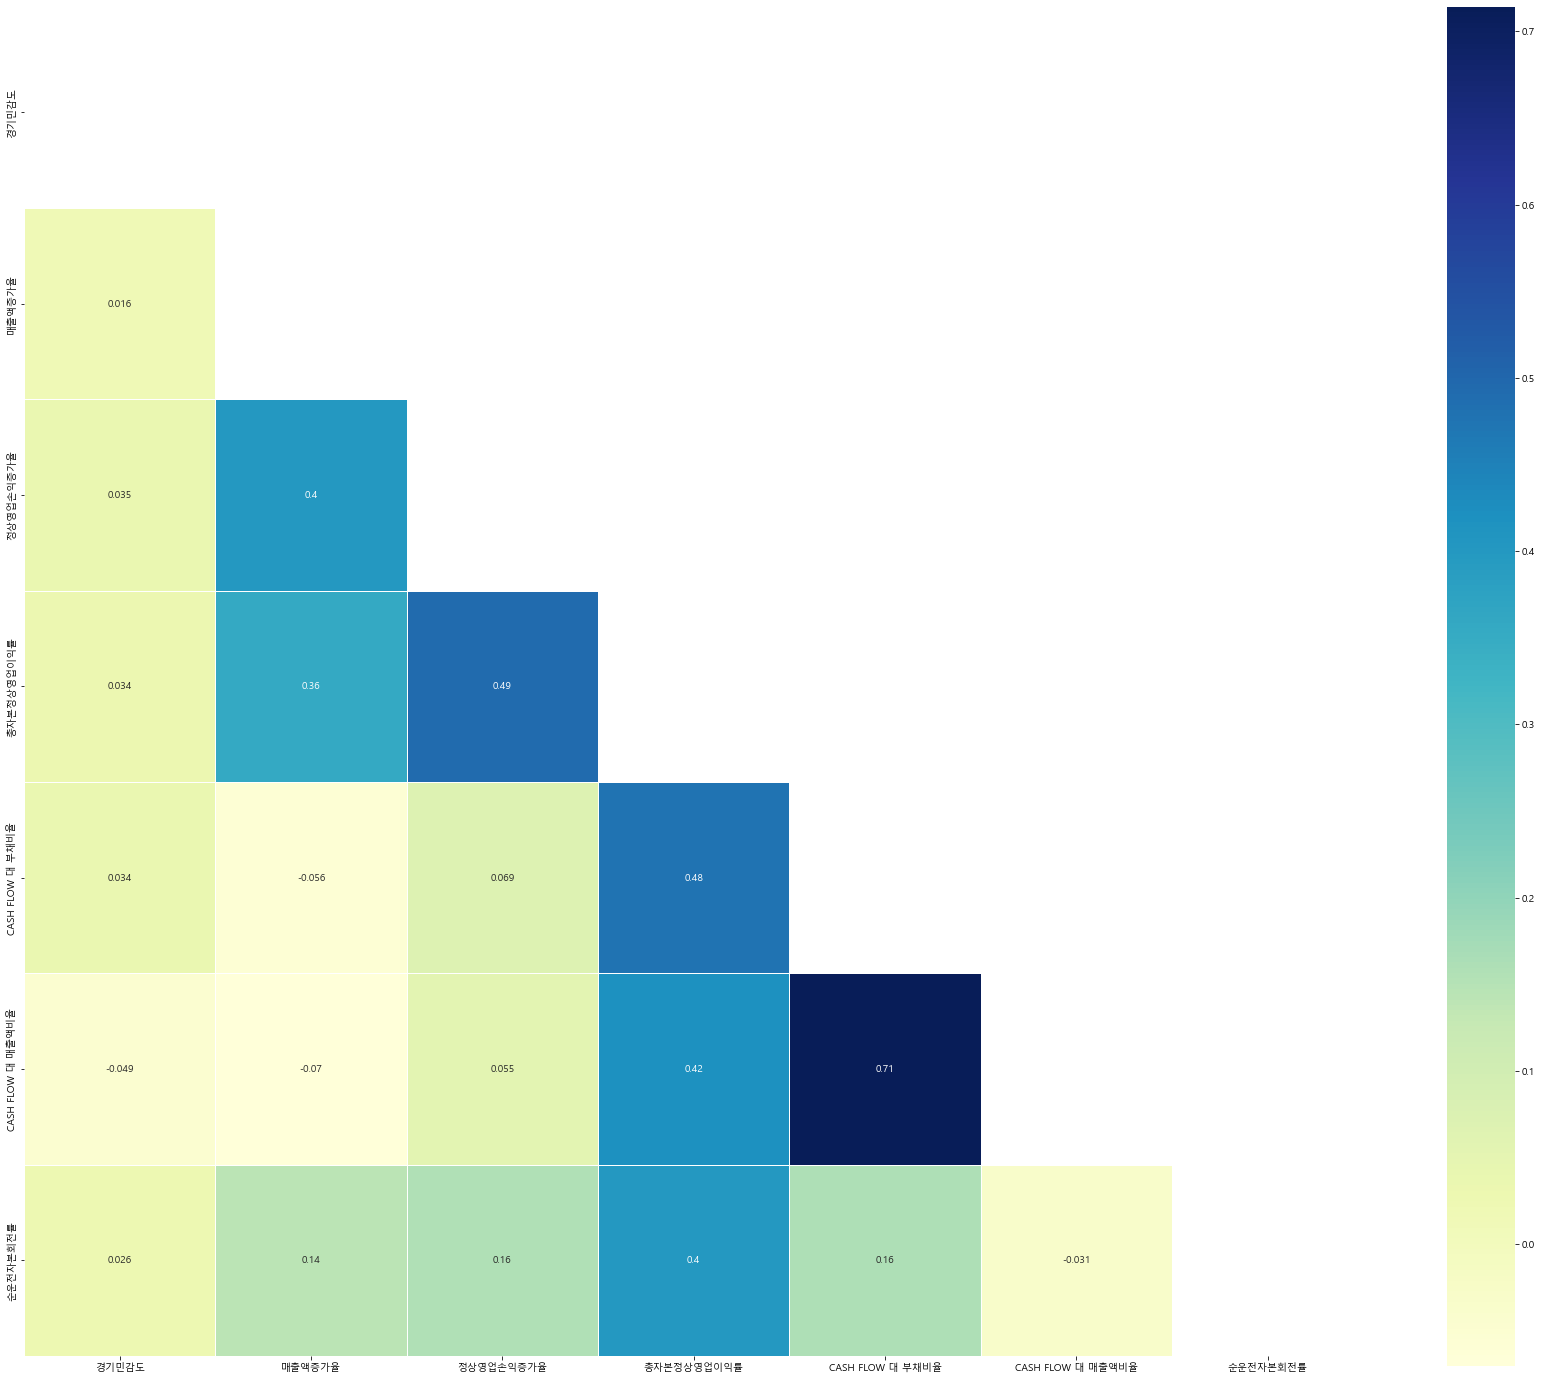 경기민감도
매출액증가율
0.016
정상영업손익증가율
0.035 0.4
총자본정상영업이익률
0.034 0.36 0.49
CASH FLOW 대 부채비율
0.034 -0.056 0.069 0.48
CASH FLOW 대 매출액비율
-0.049 -0.07 0.055 0.42 0.71
순운전자본회전률
0.026 0.14 0.16 0.4 0.16 -0.031
경기민감도 매출액증가율 정상영업손익증가율 총자본정상영업이익률 CASH FLOW 대 부채비율 CASH FLOW 대 매출액비율 순운전자본회전률
0.7
0.6
0.5
0.4
0.3
0.2
0.1
0.0